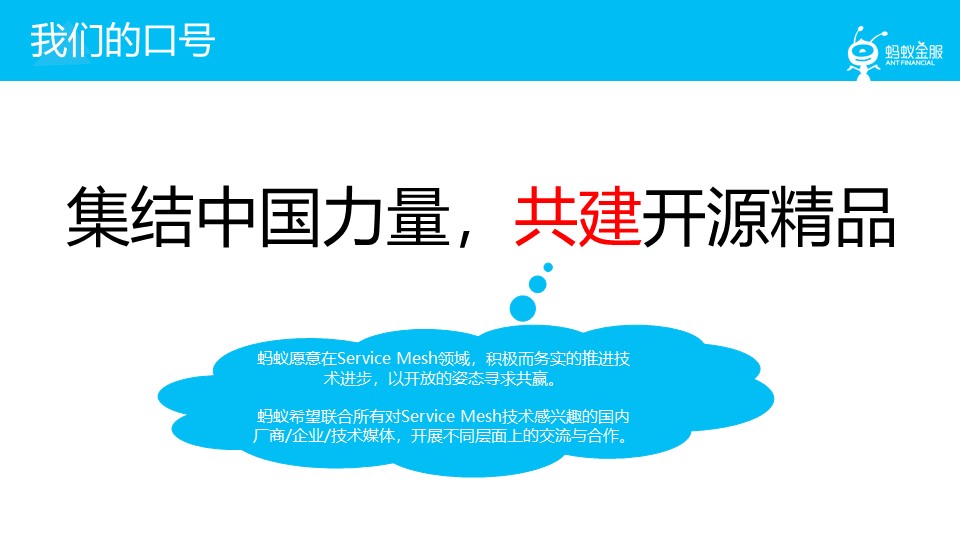 我们的口号
蚂蚁金服
ANT FINANCIAL
集结中国力量，共建开源精品
蚂蚁愿意在Service Mesh领域，积极而务实的推进技
术进步，以开放的姿态寻求共赢。
蚂蚁希望联合所有对Service Mesh技术感兴趣的国内
厂商/企业/技术媒体，开展不同层面上的交流与合作。